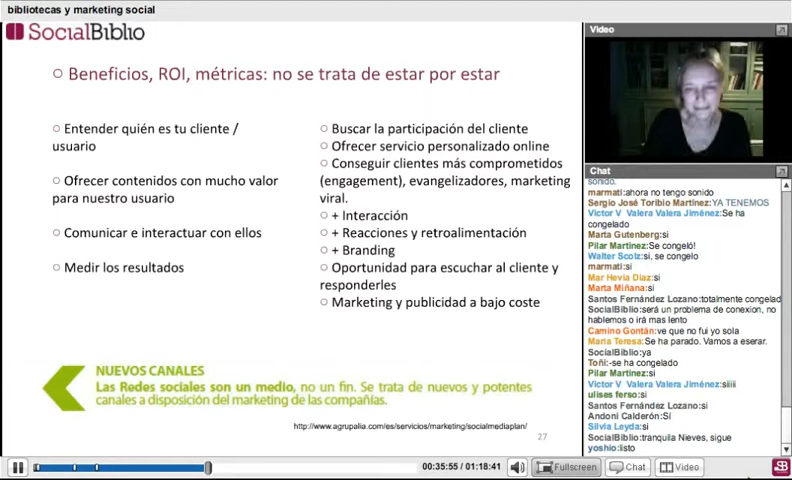 bibliotecas y marketing social
SocialBiblio
Beneficios, ROI, métricas: no se trata de estar por estar
Entender quién es tu cliente /
usuario
Ofrecer contenidos con mucho valor
para nuestro usuario
Comunicar e interactuar con ellos
Medir los resultados
Buscar la participación del cliente
Ofrecer servicio personalizado online
Conseguir clientes más comprometidos
(engagement), evangelizadores, marketing
viral.
+ Interacción
+ Reacciones y retroalimentación
+ Branding
Oportunidad para escuchar al cliente y
responderles
Marketing y publicidad a bajo coste
NUEVOS CANALES
Las Redes sociales son un medio, no un fin. Se trata de nuevos y potentes
canales a disposición del marketing de las compañías.
http://www.agrupalia.com/es/servicios/marketing/socialmediaplan/
27
Video
Chat
sonido.
marmati:ahora no tengo sonido
Sergio José Toribio Martínez:YA TENEMOS
Victor V Valera Valera Jiménez:Se ha
congelado
Marta Gutenberg:si
Pilar Martinez:Se congeló!
Walter Scolz:si, se congelo
marmati:si
Mar Hevia Diaz:si
Marta Miñana:si
Santos Fernández Lozano:totalmente congelad
SocialBiblio:será un problema de conexion, no
hablemos o irá mas lento
Camino Gontán:ve que no fui yo sola
Maria Teresa:Se ha parado. Vamos a eserar.
SocialBiblio:ya
Toñi:-se ha congelado
Pilar Martinez:si
Victor V Valera Valera Jiménez:siiii
ulises ferso:si
Santos Fernández Lozano:si
Andoni Calderón:Sí
Silvia Leyda:si
SocialBiblio:tranquila Nieves, sigue
yoshio:listo
00:35:55 / 01:18:41
Fullscreen
Chat
Video